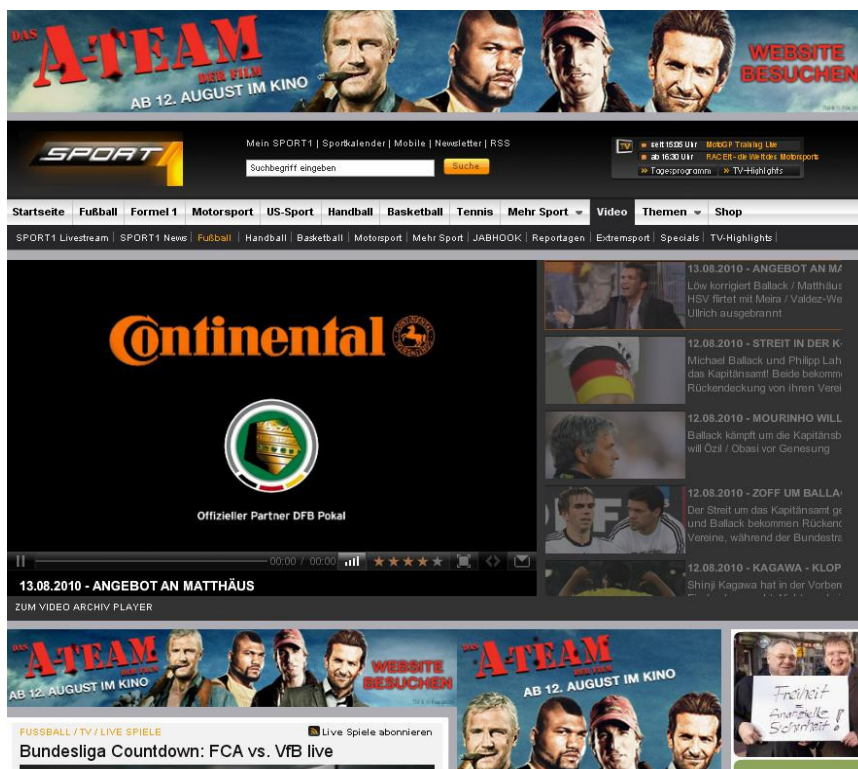 DAS
A-TEAM
DER FILM
AB 12. AUGUST IM KINO
WEBSITE
BESUCHEN
SPORT1
Mein SPORT1 | Sportkalender | Mobile | Newsletter | RSS
Suchbegriff eingeben
Suche
TV
seit 15:05 Uhr MotoGP Training Live
ab 16:30 Uhr RACEit - die Welt des Motorsports
» Tagesprogramm » TV-Highlights
Startseite Fußball Formel 1 Motorsport US-Sport Handball Basketball Tennis Mehr Sport Video Themen Shop
SPORT1 Livestream | SPORT1 News | Fußball | Handball | Basketball | Motorsport | Mehr Sport | JABHOOK | Reportagen | Extremsport | Specials | TV-Highlights |
Continental
Offizieller Partner DFB Pokal
00:00 / 00:00
13.08.2010 - ANGEBOT AN MATTHÄUS
ZUM VIDEO ARCHIV PLAYER
13.08.2010 - ANGEBOT AN MA
Löw korrigiert Ballack / Matthäus
HSV flirtet mit Meira / Valdez-We
Ullrich ausgebrannt
12.08.2010 - STREIT IN DER K
Michael Ballack und Philipp Lah
das Kapitänsamt! Beide bekomm
Rückendeckung von ihren Verei
12.08.2010 - MOURINHO WILL
Ballack kämpft um die Kapitänsb
will Özil / Obasi vor Genesung
12.08.2010 - ZOFF UM BALLA
Der Streit um das Kapitänsamt ge
und Ballack bekommen Rücken
Vereine, während der Bundestra
12.08.2010 - KAGAWA - KLOP
Shinji Kagawa hat in der Vorber
DAS
A-TEAM
DER FILM
AB 12. AUGUST IM KINO
WEBSITE
BESUCHEN
DAS
A-TEAM
DER FILM
AB 12. AUGUST IM KINO
Freiheit
=
finanzielle
Sicherheit!
FUSSBALL / TV / LIVE SPIELE
Live Spiele abonnieren
Bundesliga Countdown: FCA vs. VfB live